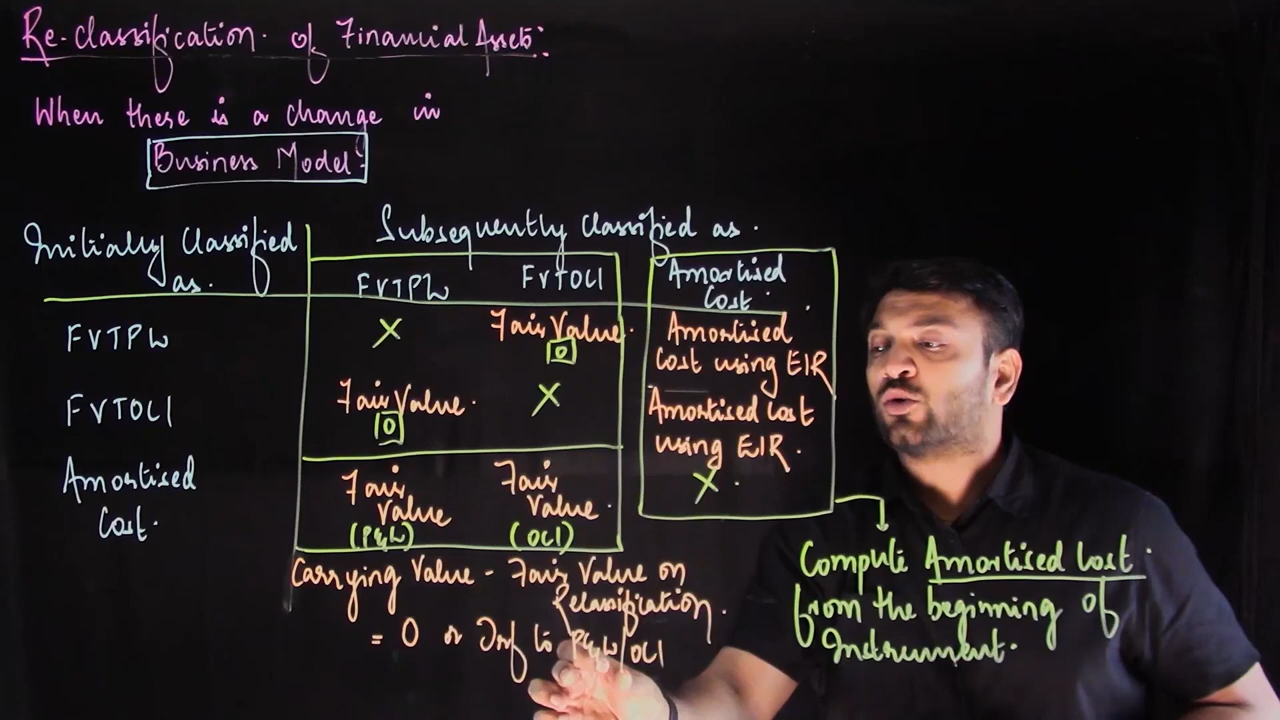 Re-classification of Financial Assets:
When there is a change in
Business Model:
Initially Classified as.
Subsequently Classified as.
FVTPL FVTOCI Amortised Cost.
FVTPL X Fair Value. 0 Amortised Cost using EIR
FVTOCI Fair Value. 0 X Amortised Cost using EIR.
Amortised Cost. Fair Value (P&L) Fair Value. (OCI) X.
Carrying Value - Fair Value on Reclassification.
= 0 or to P&L/OCI
Compute Amortised Cost
from the beginning of
Instrument.